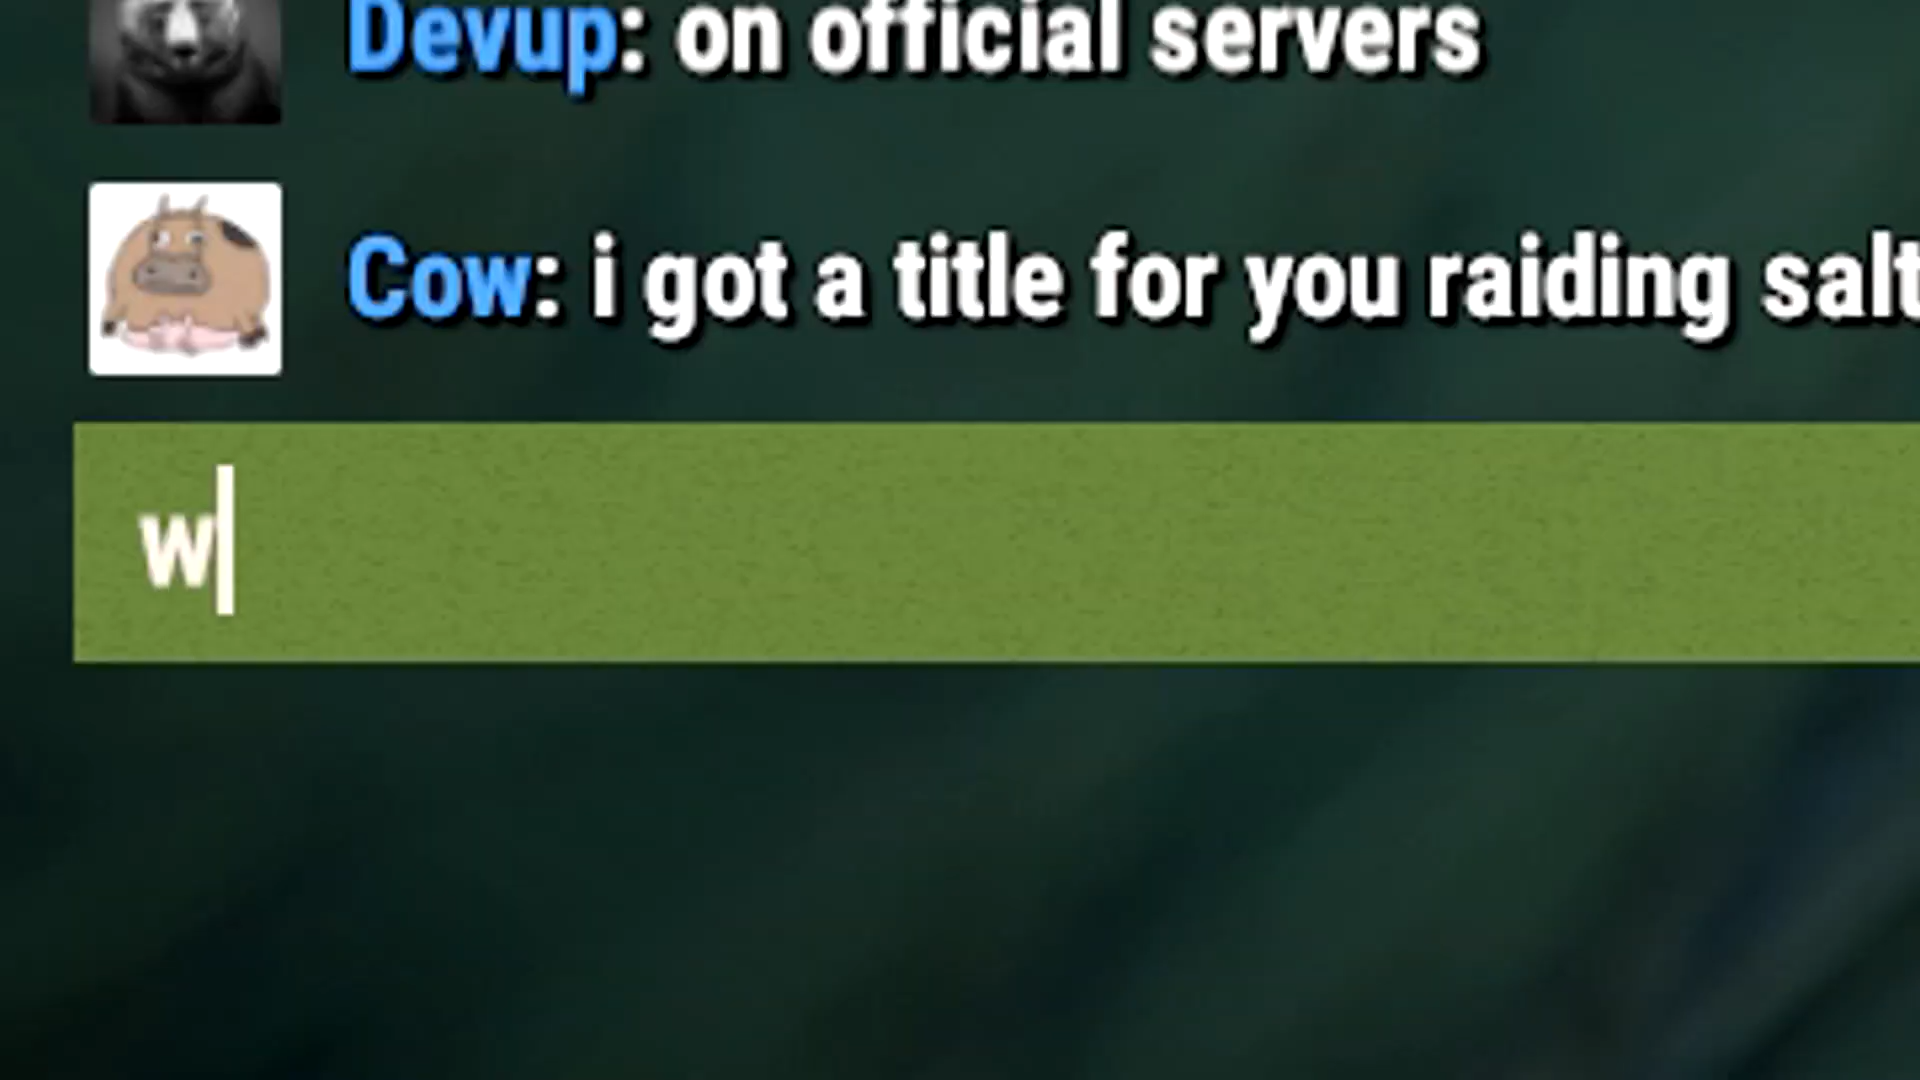 Devup: on official servers
Cow: i got a title for you raiding salt
w